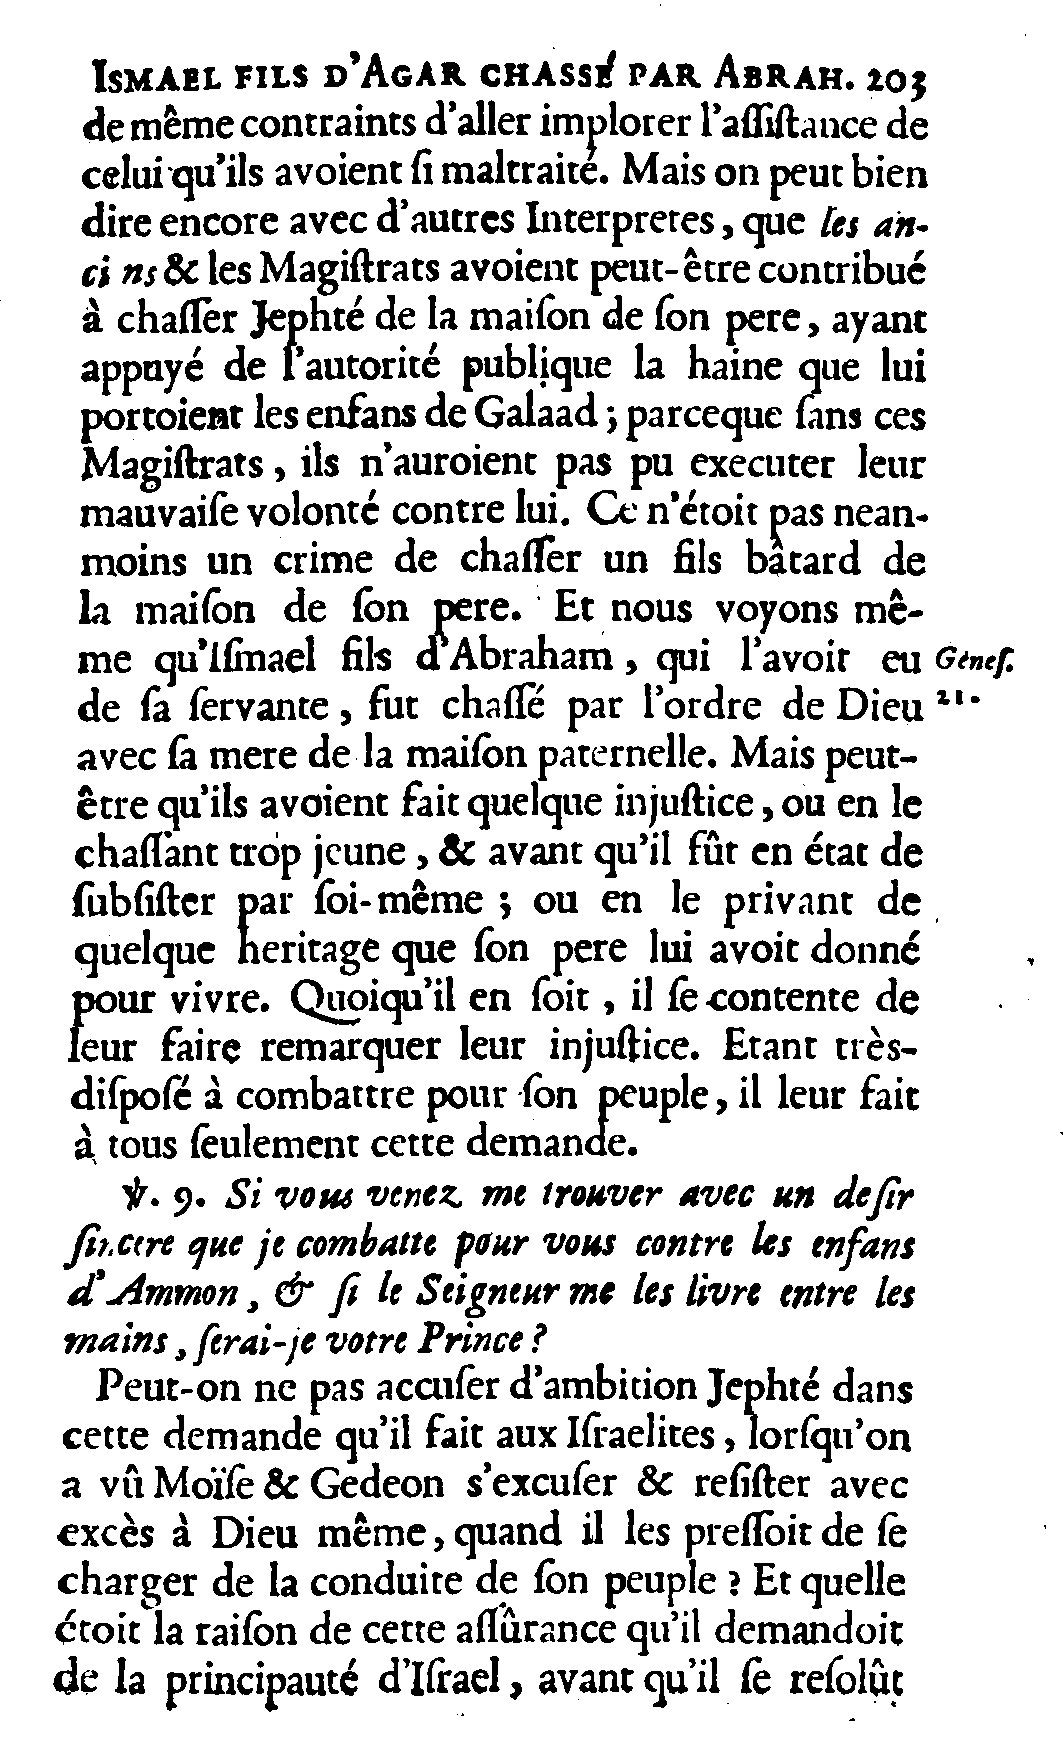 ISMAEL FILS D'AGAR CHASSÉ PAR ABRAH. 203
de même contraints d'aller implorer l'aſſiſtance de
celui qu'ils avoient ſi maltraité. Mais on peut bien
dire encore avec d'autres Interpretes, que les an-
ci ns & les Magiſtrats avoient peut-être contribué
à chaſſer Jephté de la maiſon de ſon pere, ayant
appuyé de l'autorité publique la haine que lui
portoient les enfans de Galaad; parceque ſans ces
Magiſtrats, ils n'auroient pas pu executer leur
mauvaiſe volonté contre lui. Ce n'étoit pas nean-
moins un crime de chaſſer un fils bâtard de
la maiſon de ſon pere. Et nous voyons mê-
me qu'Iſmael fils d'Abraham, qui l'avoit eu Géneſ.
de ſa ſervante, fut chaſſé par l'ordre de Dieu 21.
avec ſa mere de la maiſon paternelle. Mais peut-
être qu'ils avoient fait quelque injuſtice, ou en le
chaſſant trop jeune, & avant qu'il fût en état de
ſubſiſter par ſoi-même; ou en le privant de
quelque heritage que ſon pere lui avoit donné
pour vivre. Quoiqu'il en ſoit, il ſe contente de
leur faire remarquer leur injuſtice. Etant très-
diſpoſé à combattre pour ſon peuple, il leur fait
à tous ſeulement cette demande.
℣. 9. Si vous venez me trouver avec un deſir
ſincere que je combatte pour vous contre les enfans
d'Ammon, & ſi le Seigneur me les livre entre les
mains, ſerai-je votre Prince?
Peut-on ne pas accuſer d'ambition Jephté dans
cette demande qu'il fait aux Iſraelites, lorſqu'on
a vû Moïſe & Gedeon s'excuſer & reſiſter avec
excès à Dieu même, quand il les preſſoit de ſe
charger de la conduite de ſon peuple? Et quelle
étoit la raiſon de cette aſſûrance qu'il demandoit
de la principauté d'Iſrael, avant qu'il ſe reſolût